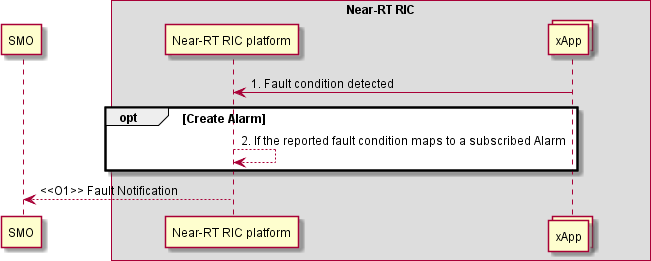 Near-RT RIC
SMO
Near-RT RIC platform
xApp
1. Fault condition detected
opt
[Create Alarm]
2. If the reported fault condition maps to a subscribed Alarm
<<O1>> Fault Notification
SMO
Near-RT RIC platform
xApp